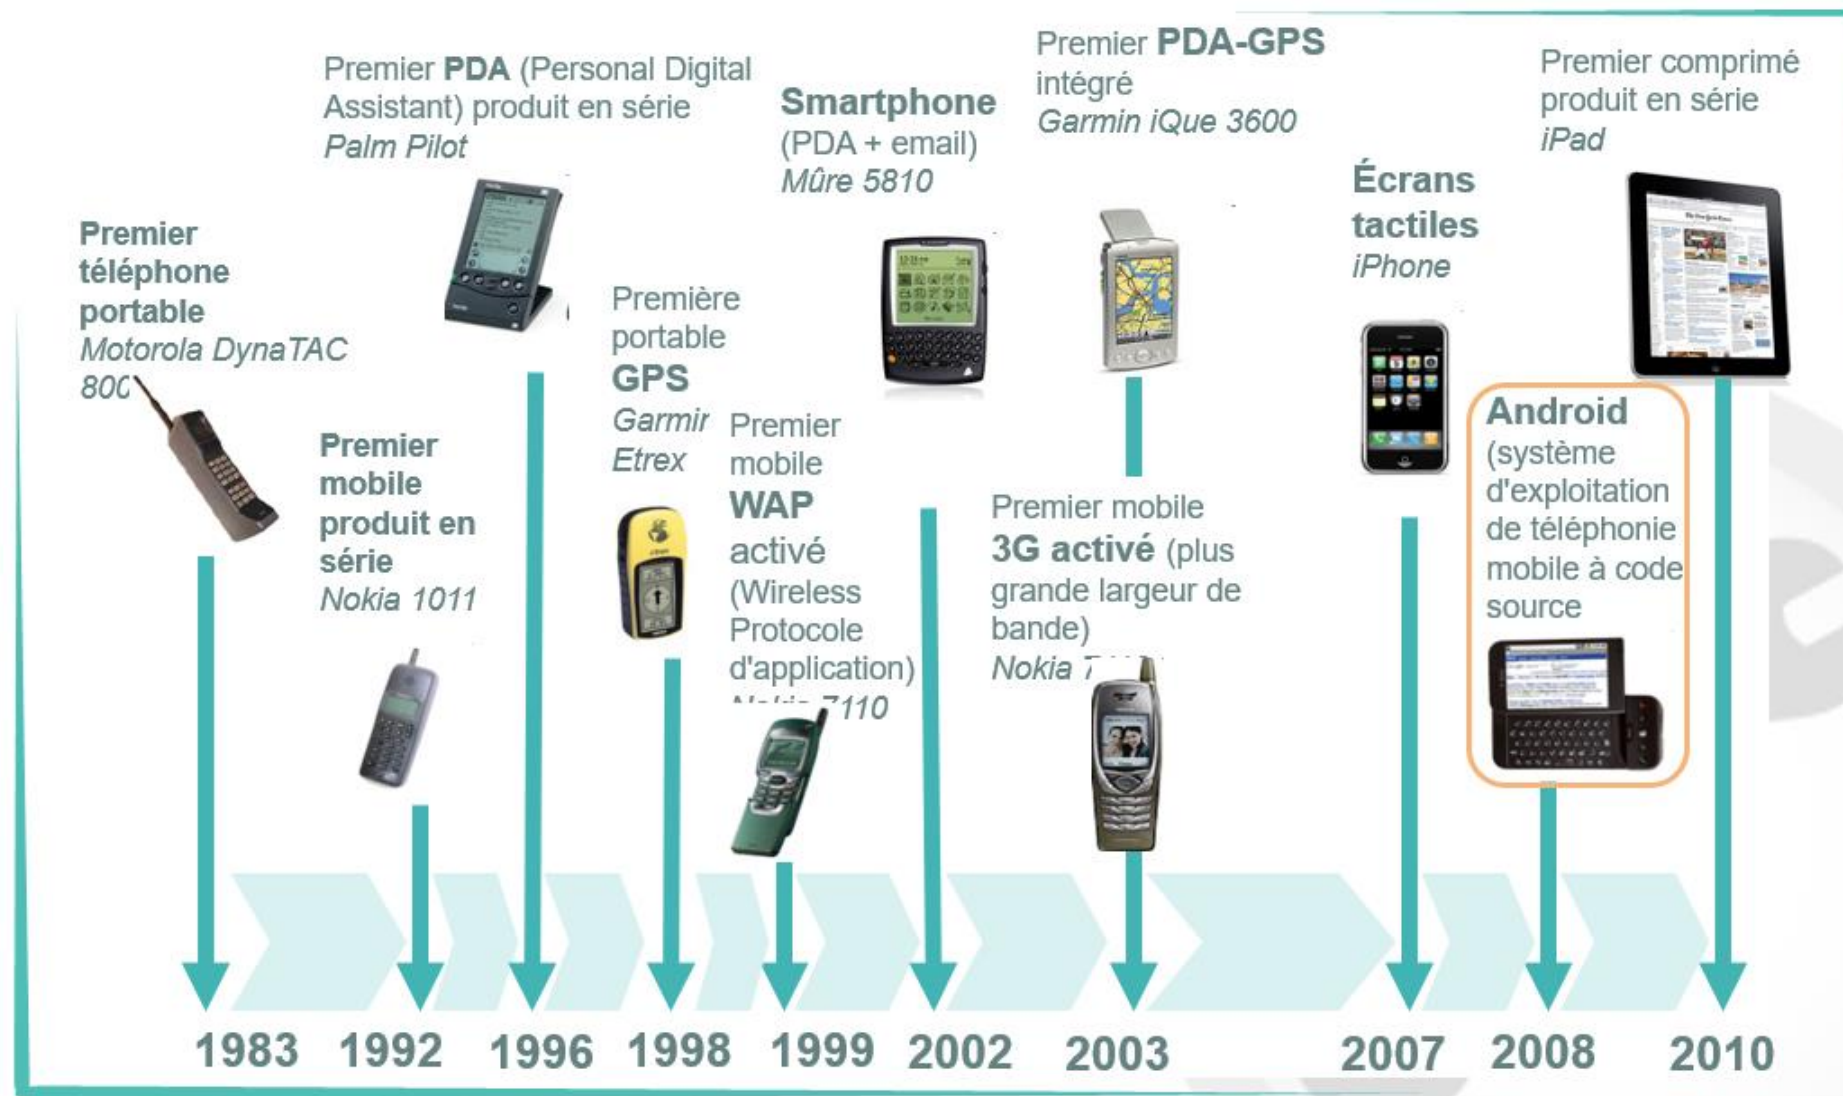 Premier
téléphone
portable
Motorola DynaTAC
800
Premier
mobile
produit en
série
Nokia 1011
Premier PDA (Personal Digital
Assistant) produit en série
Palm Pilot
Première
portable
GPS
Garmir
Etrex
Premier
mobile
WAP
activé
(Wireless
Protocole
d'application)
7110
Smartphone
(PDA + email)
Mûre 5810
Premier PDA-GPS
intégré
Garmin iQue 3600
Premier mobile
3G activé (plus
grande largeur de
bande)
Nokia
Écrans
tactiles
iPhone
Android
(système
d'exploitation
de téléphonie
mobile à code
source
Premier comprimé
produit en série
iPad
1983 1992 1996 1998 1999 2002 2003 2007 2008 2010